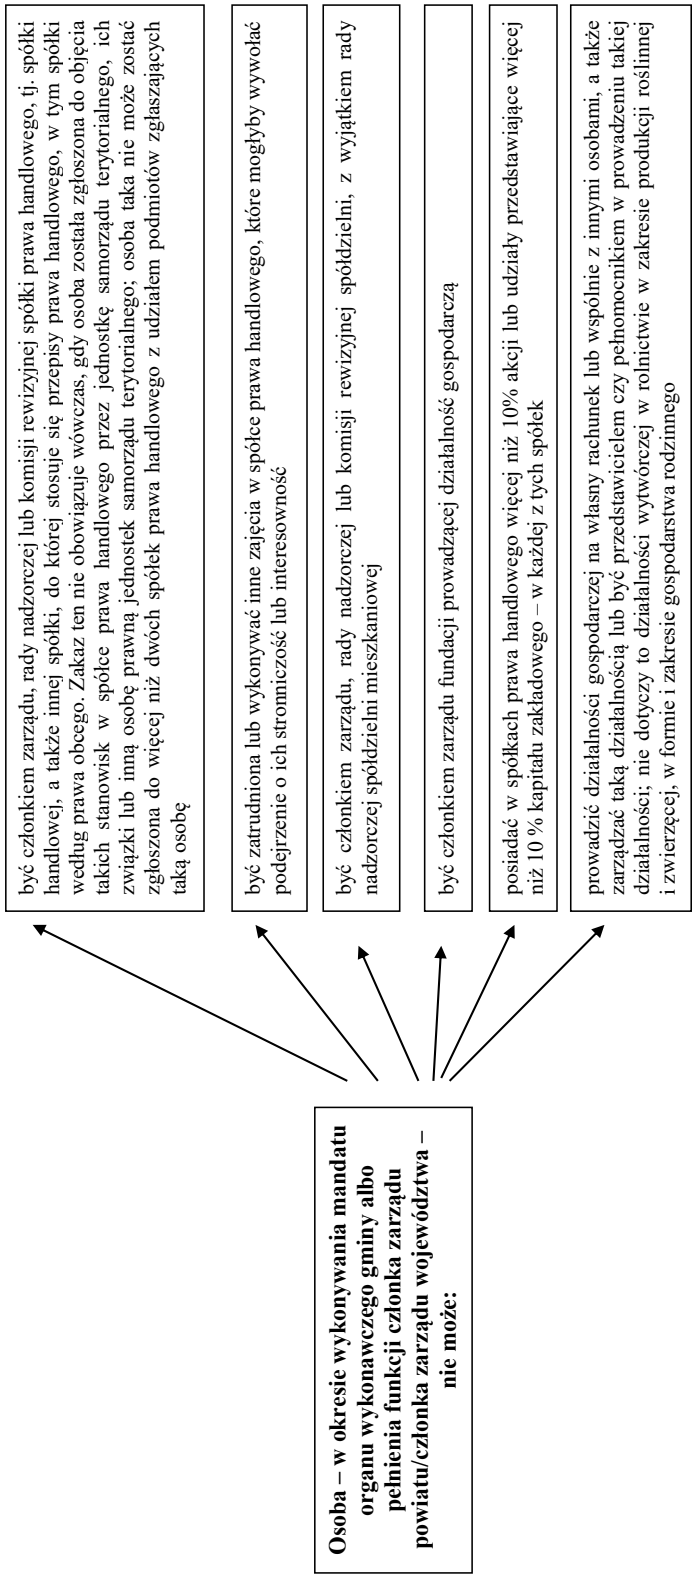 Osoba – w okresie wykonywania mandatu
organu wykonawczego gminy albo
pełnienia funkcji członka zarządu
powiatu/członka zarządu województwa –
nie może:
być członkiem zarządu, rady nadzorczej lub komisji rewizyjnej spółki prawa handlowego, tj. spółki
handlowej, a także innej spółki, do której stosuje się przepisy prawa handlowego, w tym spółki
według prawa obcego. Zakaz ten nie obowiązuje wówczas, gdy osoba została zgłoszona do objęcia
takich stanowisk w spółce prawa handlowego przez jednostkę samorządu terytorialnego, ich
związki lub inną osobę prawną jednostek samorządu terytorialnego; osoba taka nie może zostać
zgłoszona do więcej niż dwóch spółek prawa handlowego z udziałem podmiotów zgłaszających
taką osobę
być zatrudniona lub wykonywać inne zajęcia w spółce prawa handlowego, które mogłyby wywołać
podejrzenie o ich stronniczość lub interesowność
być członkiem zarządu, rady nadzorczej lub komisji rewizyjnej spółdzielni, z wyjątkiem rady
nadzorczej spółdzielni mieszkaniowej
być członkiem zarządu fundacji prowadzącej działalność gospodarczą
posiadać w spółkach prawa handlowego więcej niż 10% akcji lub udziały przedstawiające więcej
niż 10 % kapitału zakładowego – w każdej z tych spółek
prowadzić działalności gospodarczej na własny rachunek lub wspólnie z innymi osobami, a także
zarządzać taką działalnością lub być przedstawicielem czy pełnomocnikiem w prowadzeniu takiej
działalności; nie dotyczy to działalności wytwórczej w rolnictwie w zakresie produkcji roślinnej
i zwierzęcej, w formie i zakresie gospodarstwa rodzinnego